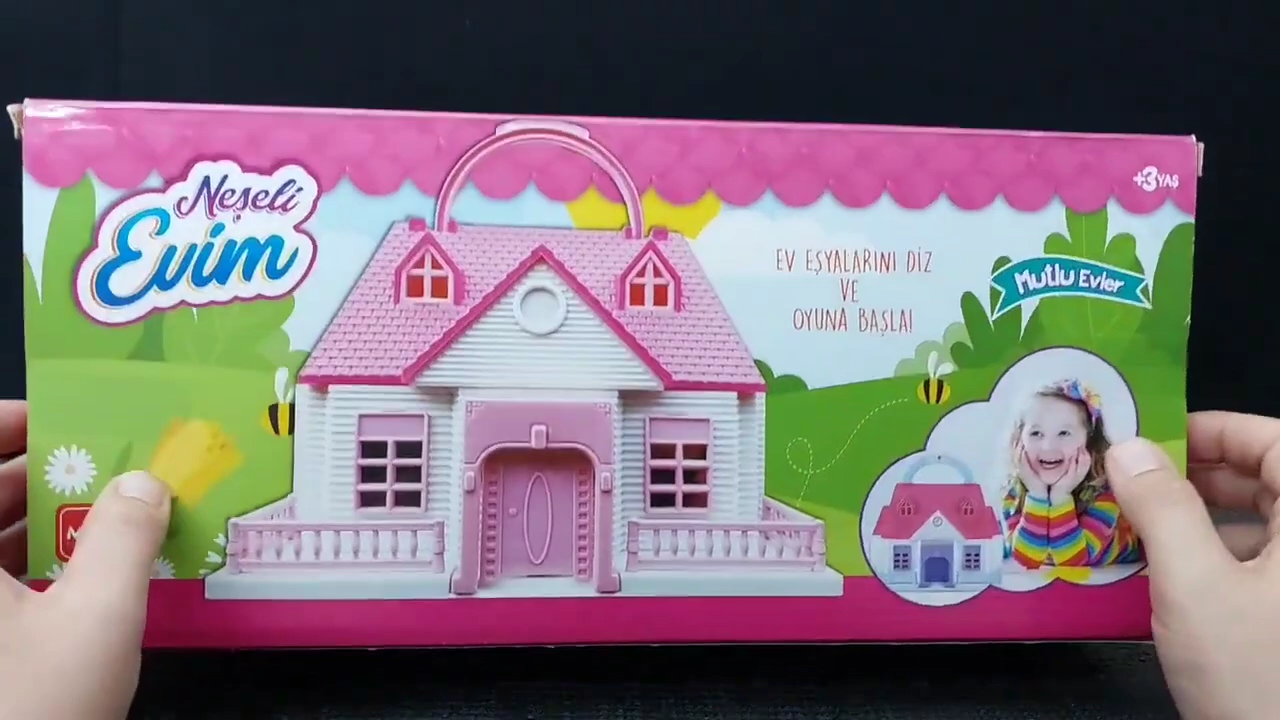 Neşeli
Evim
+3 YAŞ
EV EŞYALARINI DİZ
VE
OYUNA BAŞLA!
Mutlu Evler